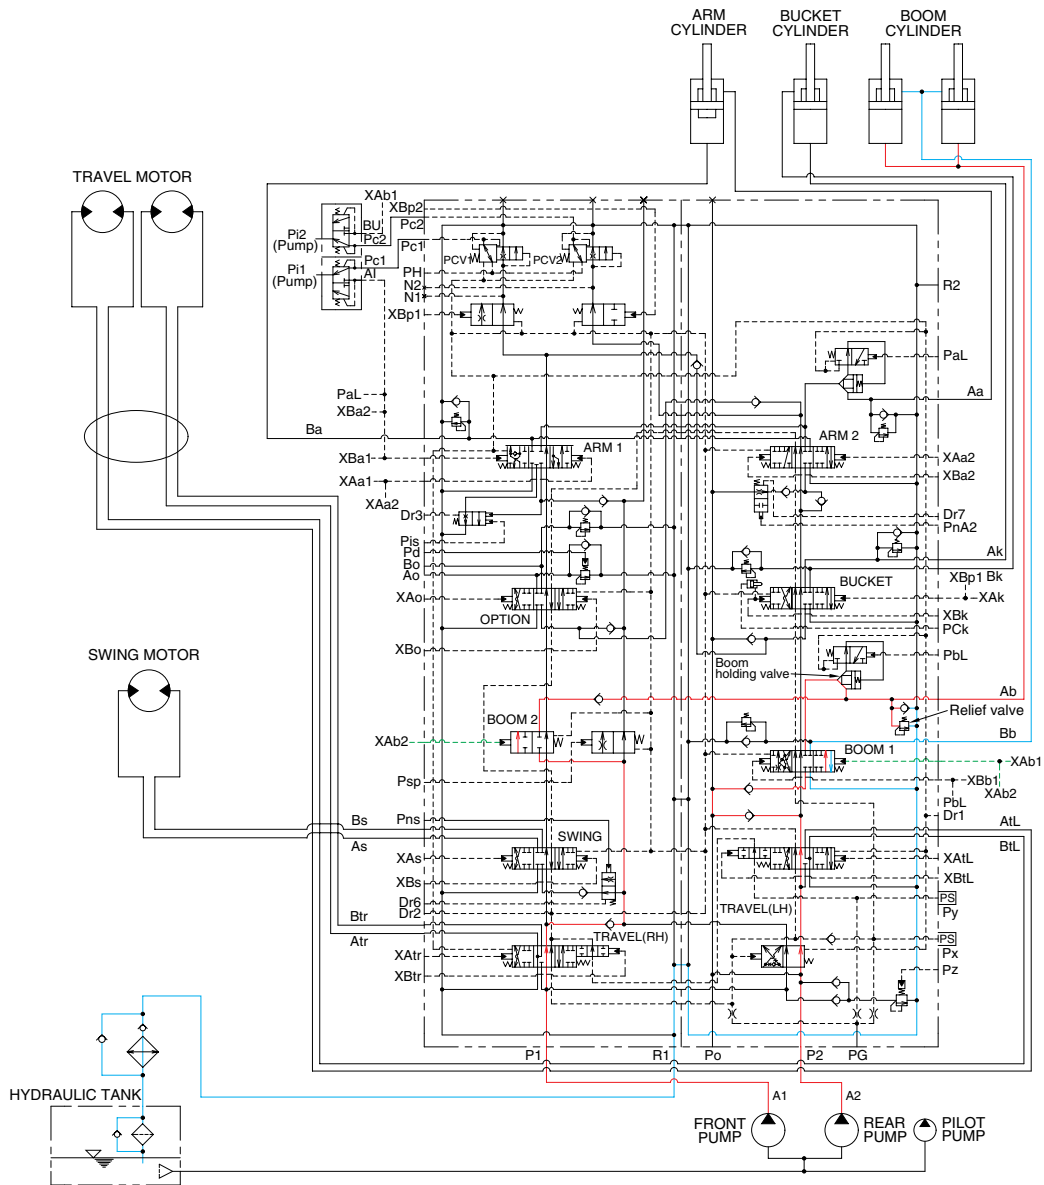 ARM
CYLINDER
BUCKET
CYLINDER
BOOM
CYLINDER
TRAVEL MOTOR
XAb1
XBp2
BU
Pc2
Pc2
Pi2
(Pump)
Pc1
Pc1
Pi1
(Pump)
AI
PCV1
PCV2
PH
N2
N1
XBp1
R2
PaL
PaL
XBa2
Aa
Ba
ARM 1
ARM 2
XBa1
XAa1
XAa2
XAa2
XBa2
Dr3
Dr7
PnA2
Pis
Pd
Bo
Ao
Ak
XBp1
Bk
BUCKET
XAo
OPTION
XAk
XBk
PCk
XBo
SWING MOTOR
PbL
Boom
holding valve
Ab
Relief valve
BOOM 2
Bb
XAb2
BOOM 1
XAb1
Psp
XBb1
XAb2
PbL
Dr1
Bs
Pns
As
SWING
AtL
BtL
XAs
XAtL
XBs
XBtL
Dr6
Dr2
PS
Py
Btr
TRAVEL(LH)
Atr
TRAVEL(RH)
PS
XAtr
Px
XBtr
Pz
P1
R1
Po
P2
PG
HYDRAULIC TANK
A1
A2
FRONT
PUMP
REAR
PUMP
PILOT
PUMP